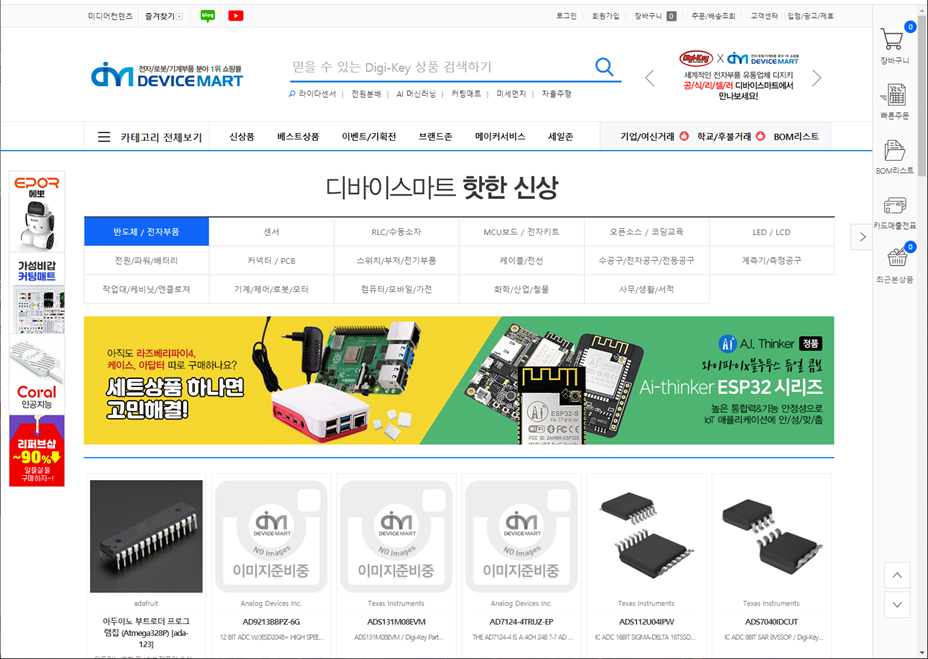 미디어컨텐츠
즐겨찾기
blog
로그인
회원가입
장바구니 0
주문/배송조회
고객센터
입점/광고/제휴
전자/로봇/기계부품 분야 1위 쇼핑몰
DEVICEMART
믿을 수 있는 Digi-Key 상품 검색하기
라이다센서 | 전원분배 | AI 머신러닝 | 커팅매트 | 미세먼지 | 자율주행
Digi-Key X DEVICEMART
세계적인 전자부품 유통업체 디지키
공/식/리/셀/러 디바이스마트에서
만나보세요!
카테고리 전체보기
신상품
베스트상품
이벤트/기획전
브랜드존
메이커서비스
세일존
기업/여신거래
학교/후불거래
BOM리스트
0
장바구니
빠른주문
BOM리스트
카드매출전표
0
최근본상품
EPOR
에뽀
가성비갑
커팅매트
Coral
인공지능
리퍼브샵
~90%
알뜰살뜰
구매하자~!
디바이스마트 핫한 신상
반도체 / 전자부품
센서
RLC/수동소자
MCU보드 / 전자키트
오픈소스 / 코딩교육
LED / LCD
전원/파워/배터리
커넥터 / PCB
스위치/부저/전기부품
케이블/전선
수공구/전자공구/전동공구
계측기/측정공구
작업대/케비닛/엔클로져
기계/제어/로봇/모터
컴퓨터/모바일/가전
화학/산업/철물
사무/생활/서적
아직도 라즈베리파이4,
케이스, 아답터 따로 구매하나요?
세트상품 하나면
고민해결!
Ai
ESP32-S
Ai-Thinker
A.I. Thinker 정품
와이파이X블루투스 듀얼 콤보
Ai-thinker ESP32 시리즈
높은 통합력&기능 안정성으로
IoT 애플리케이션에 안/성/맞/춤
DEVICEMART
NO Images
이미지준비중
DEVICEMART
NO Images
이미지준비중
DEVICEMART
NO Images
이미지준비중
adafruit
아두이노 부트로더 프로그
램칩 (Atmega328P) [ada-
123]
Analog Devices Inc.
AD9213BBPZ-6G
12 BIT ADC W/JESD204B+ HIGH SPEE...
Texas Instruments
ADS131M08EVM
ADS131M08EVM / Digi-Key Part...
Analog Devices Inc.
AD7124-4TRUZ-EP
THE AD7124-4 IS A 4CH 24B ?-? AD ...
Texas Instruments
ADS112U04IPW
IC ADC 16BIT SIGMA-DELTA 16TSSO...
Texas Instruments
ADS7040IDCUT
IC ADC 8BIT SAR 8VSSOP / Digi-Key...